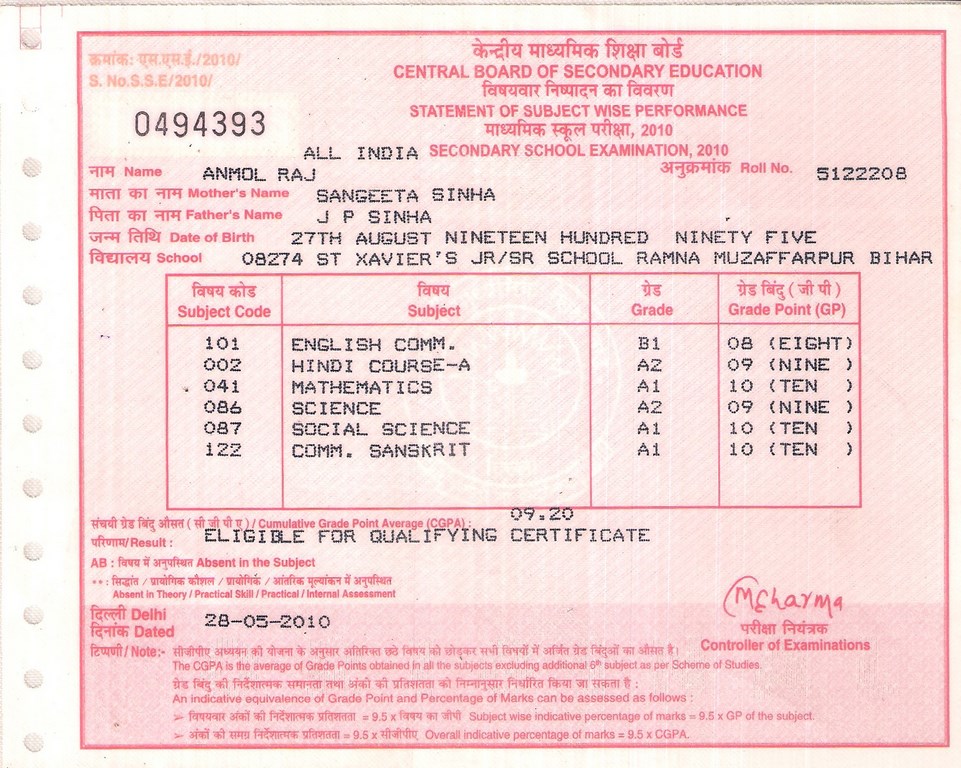 क्रमांक: एस.एस.ई./2010/
S. No.S.S.E/2010/
0494393
केन्द्रीय माध्यमिक शिक्षा बोर्ड
CENTRAL BOARD OF SECONDARY EDUCATION
विषयवार निष्पादन का विवरण
STATEMENT OF SUBJECT WISE PERFORMANCE
माध्यमिक स्कूल परीक्षा, 2010
ALL INDIA SECONDARY SCHOOL EXAMINATION, 2010
नाम Name ANMOL RAJ अनुक्रमांक Roll No. 5122208
माता का नाम Mother's Name SANGEETA SINHA
पिता का नाम Father's Name J P SINHA
जन्म तिथि Date of Birth 27TH AUGUST NINETEEN HUNDRED NINETY FIVE
विद्यालय School 08274 ST XAVIER'S JR/SR SCHOOL RAMNA MUZAFFARPUR BIHAR
विषय कोड विषय ग्रेड ग्रेड बिंदु ( जी पी )
Subject Code Subject Grade Grade Point (GP)
101 ENGLISH COMM. B1 08 (EIGHT)
002 HINDI COURSE-A A2 09 (NINE )
041 MATHEMATICS A1 10 (TEN )
086 SCIENCE A2 09 (NINE )
087 SOCIAL SCIENCE A1 10 (TEN )
122 COMM. SANSKRIT A1 10 (TEN )
संचयी ग्रेड बिंदु औसत ( सी जी पी ए ) / Cumulative Grade Point Average (CGPA) : 09.20
परिणाम/Result : ELIGIBLE FOR QUALIFYING CERTIFICATE
AB : विषय में अनुपस्थित Absent in the Subject
** : सिद्धांत / प्रायोगिक कौशल / प्रायोगिक / आंतरिक मूल्यांकन में अनुपस्थित
Absent in Theory / Practical Skill / Practical / Internal Assessment
दिल्ली Delhi
दिनांक Dated 28-05-2010
MCharma
परीक्षा नियंत्रक
Controller of Examinations
टिप्पणी/ Note:- सीजीपीए अध्ययन की योजना के अनुसार अतिरिक्त छठे विषय को छोड़कर सभी विषयों में अर्जित ग्रेड बिंदुओं का औसत है।
The CGPA is the average of Grade Points obtained in all the subjects excluding additional 6th subject as per Scheme of Studies.
ग्रेड बिंदु की निर्देशात्मक समानता तथा अंकों की प्रतिशतता को निम्नानुसार निर्धारित किया जा सकता है :
An indicative equivalence of Grade Point and Percentage of Marks can be assessed as follows :
➢ विषयवार अंकों की निर्देशात्मक प्रतिशतता = 9.5 x विषय का जीपी Subject wise indicative percentage of marks = 9.5 x GP of the subject.
➢ अंकों की समग्र निर्देशात्मक प्रतिशतता = 9.5 x सीजीपीए. Overall indicative percentage of marks = 9.5 x CGPA.